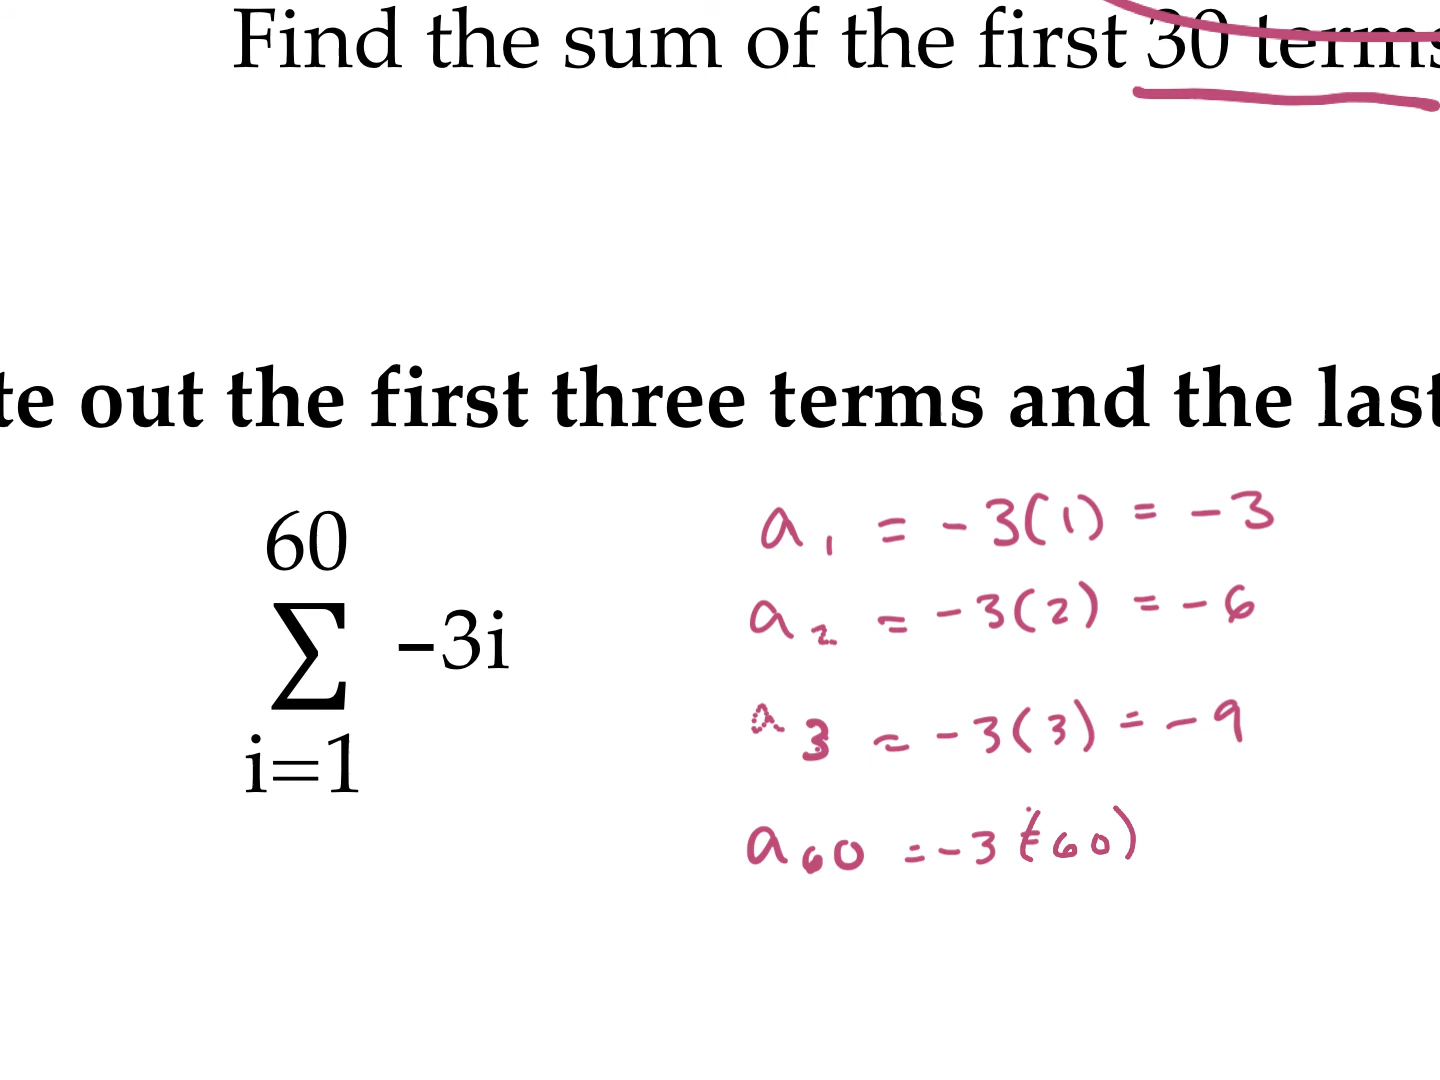 Find the sum of the first 30 terms
te out the first three terms and the last
60
∑ -3i
i=1
a₁ = -3(1) = -3
a₂ = -3(2) = -6
a₃ = -3(3) = -9
a₆₀ = -3(60)